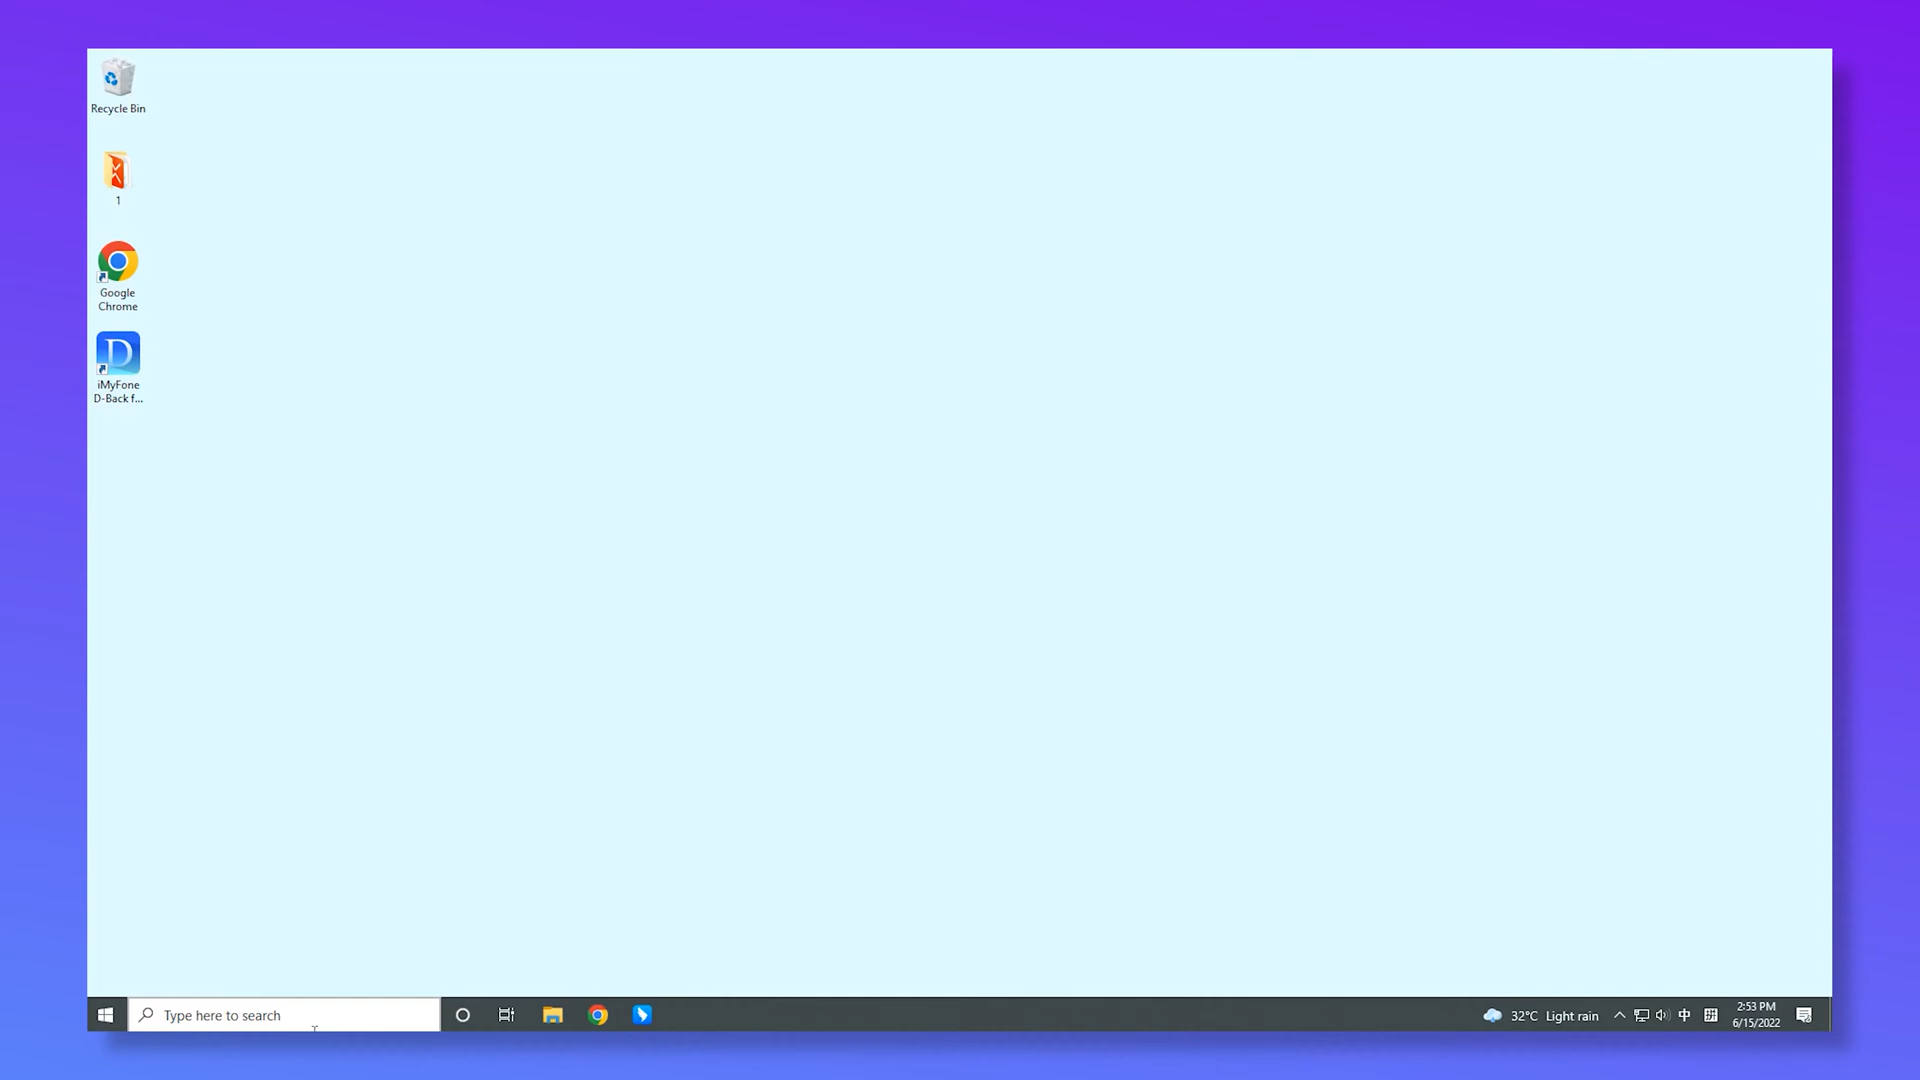 Recycle Bin
1
Google
Chrome
iMyFone
D-Back f...
Type here to search
32°C Light rain
中
拼
2:53 PM
6/15/2022